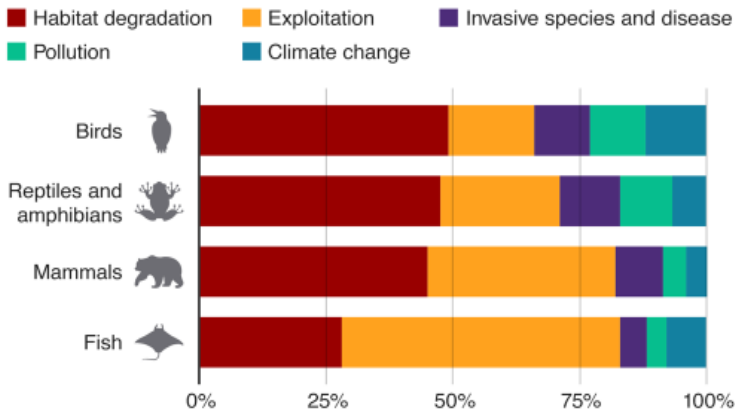 Habitat degradation Exploitation Invasive species and disease
Pollution Climate change
Birds
Reptiles and
amphibians
Mammals
Fish
0% 25% 50% 75% 100%